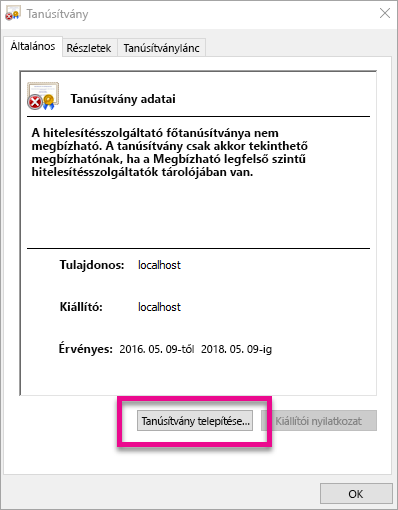 Tanúsítvány
Általános Részletek Tanúsítványlánc
Tanúsítvány adatai
A hitelesítésszolgáltató főtanúsítványa nem
megbízható. A tanúsítvány csak akkor tekinthető
megbízhatónak, ha a Megbízható legfelső szintű
hitelesítésszolgáltatók tárolójában van.
Tulajdonos: localhost
Kiállító: localhost
Érvényes: 2016. 05. 09-től 2018. 05. 09-ig
Tanúsítvány telepítése... Kiállítói nyilatkozat
OK